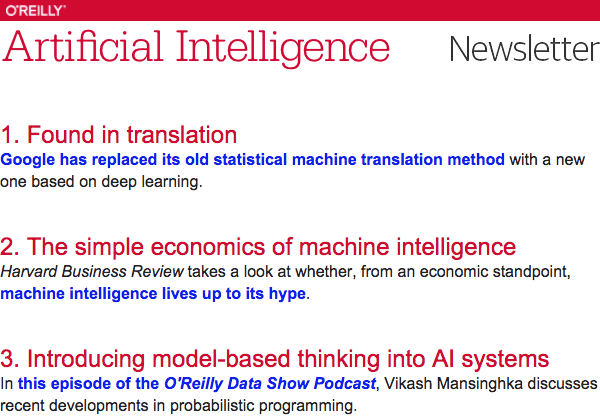 O'REILLY®
Artificial Intelligence Newsletter
1. Found in translation
Google has replaced its old statistical machine translation method with a new
one based on deep learning.
2. The simple economics of machine intelligence
Harvard Business Review takes a look at whether, from an economic standpoint,
machine intelligence lives up to its hype.
3. Introducing model-based thinking into AI systems
In this episode of the O'Reilly Data Show Podcast, Vikash Mansinghka discusses
recent developments in probabilistic programming.